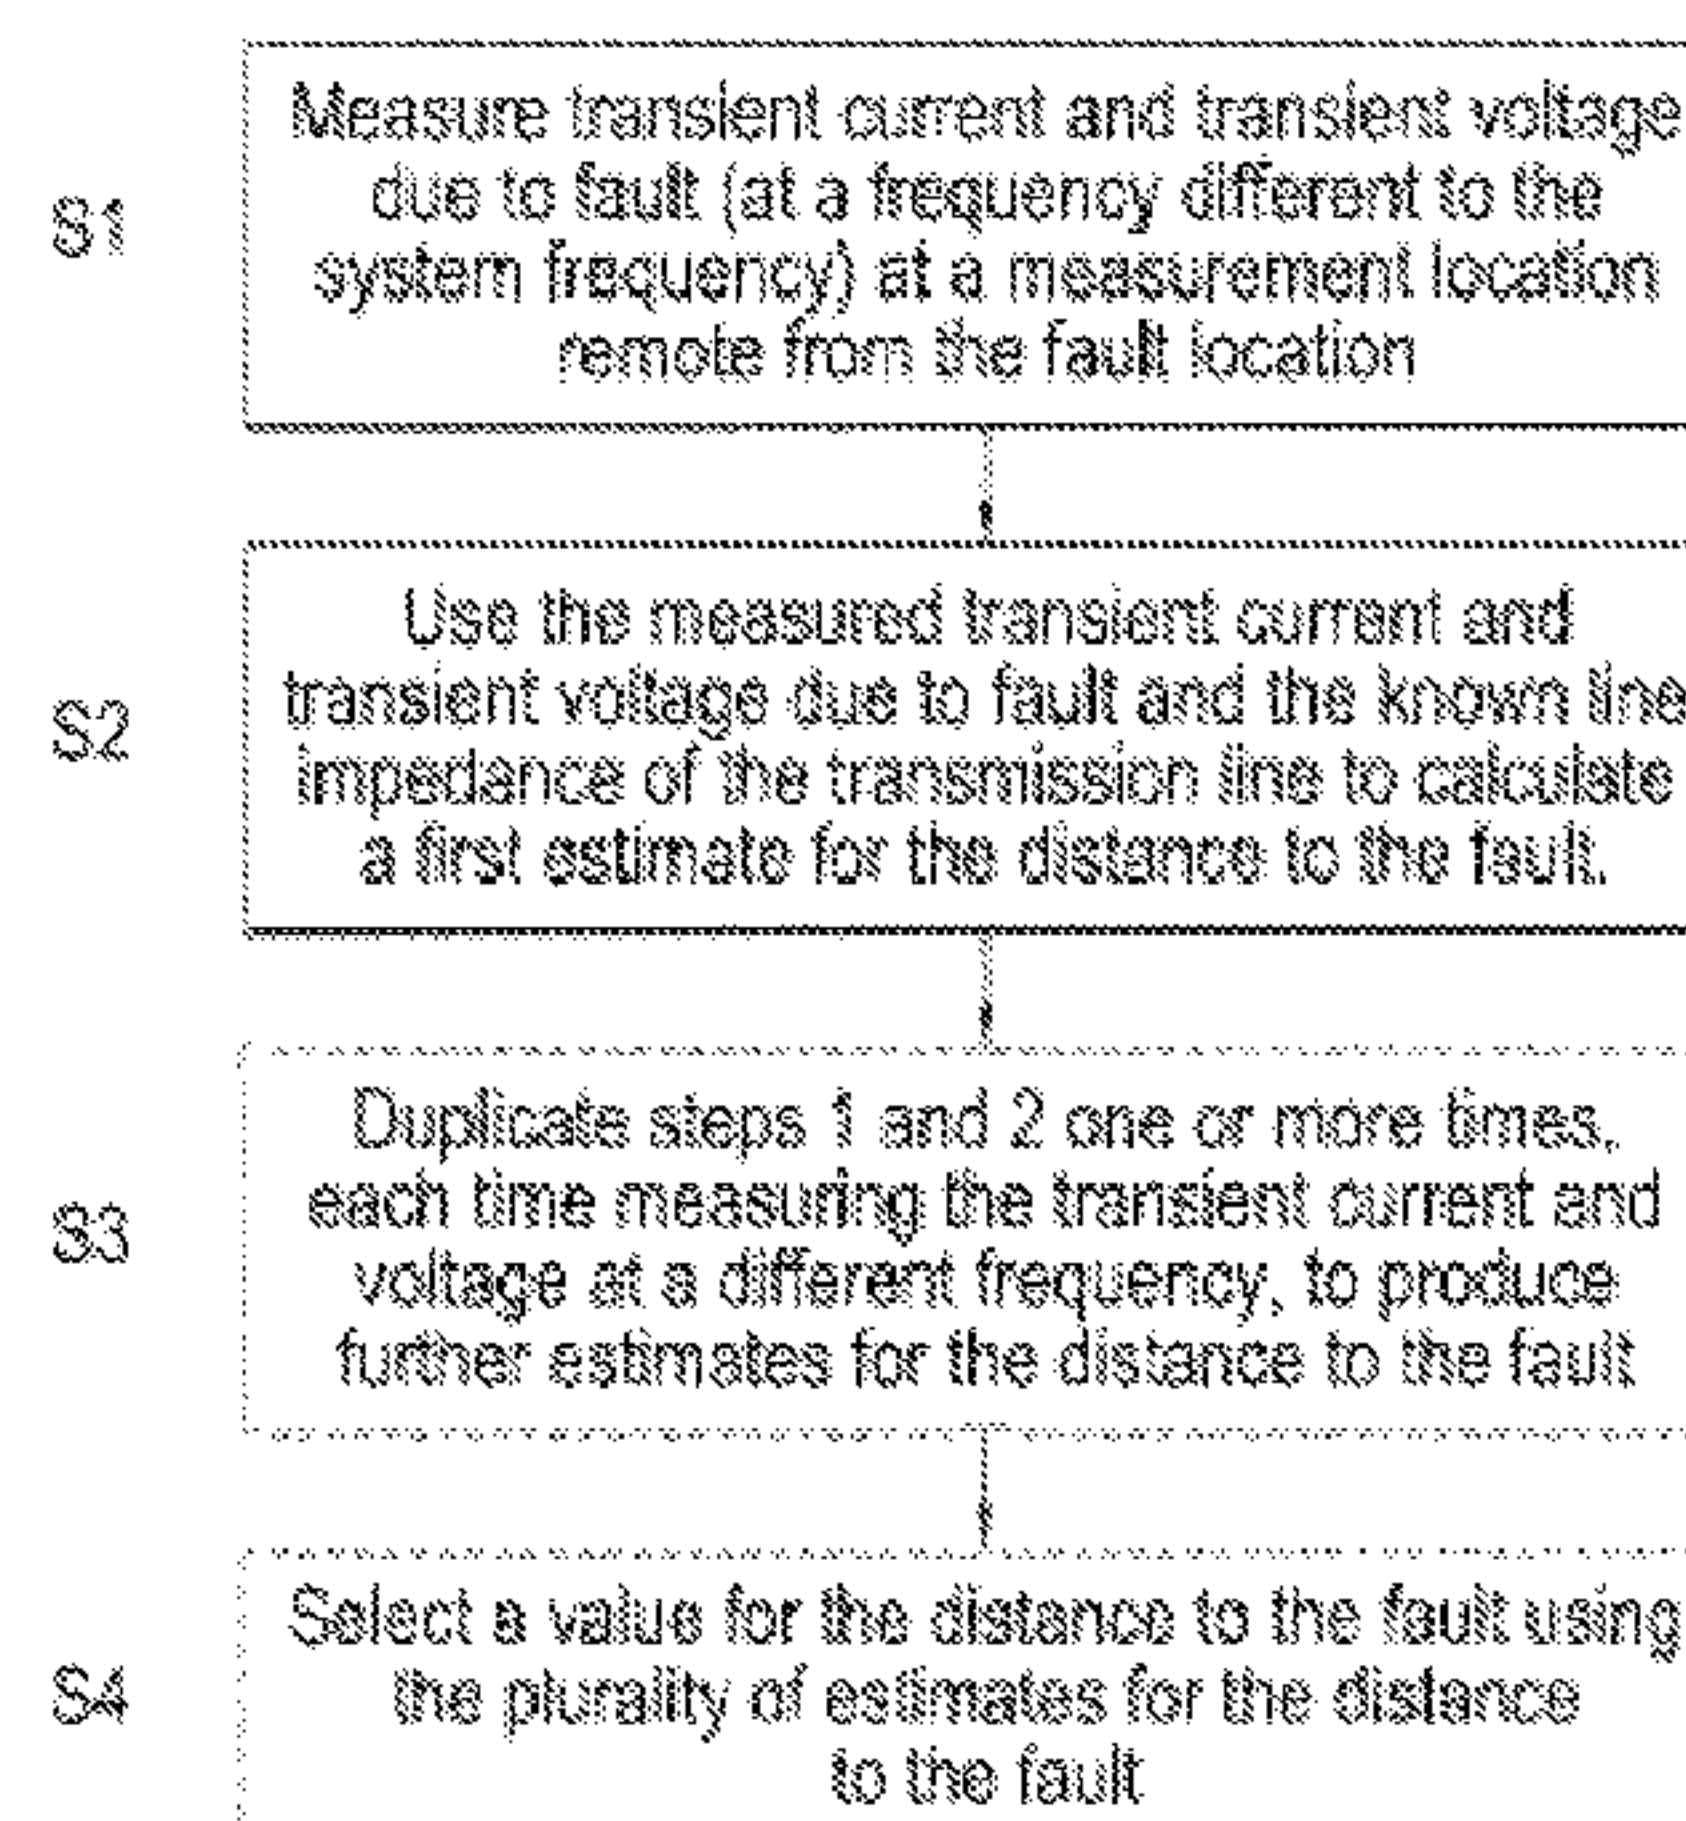 S1
Measure transient current and transient voltage
due to fault (at a frequency different to the
system frequency) at a measurement location
remote from the fault location
S2
Use the measured transient current and
transient voltage due to fault and the known line
impedance of the transmission line to calculate
a first estimate for the distance to the fault.
S3
Duplicate steps 1 and 2 one or more times,
each time measuring the transient current and
voltage at a different frequency, to produce
further estimates for the distance to the fault
S4
Select a value for the distance to the fault using
the plurality of estimates for the distance
to the fault